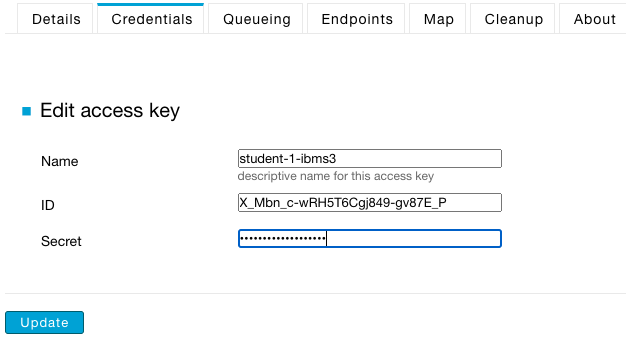 Details Credentials Queueing Endpoints Map Cleanup About
Edit access key
Name student-1-ibms3
descriptive name for this access key
ID X_Mbn_c-wRH5T6Cgj849-gv87E_P
Secret •••••••••••••••••••
Update